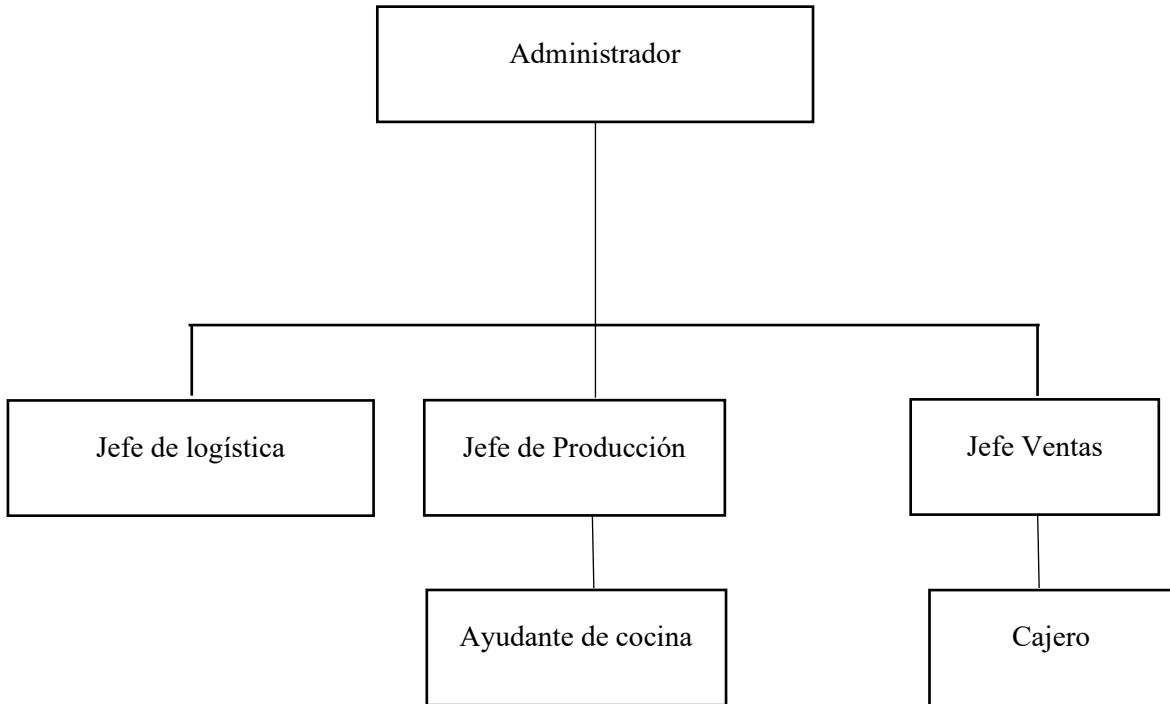 Administrador
Jefe de logística
Jefe de Producción
Jefe Ventas
Ayudante de cocina
Cajero